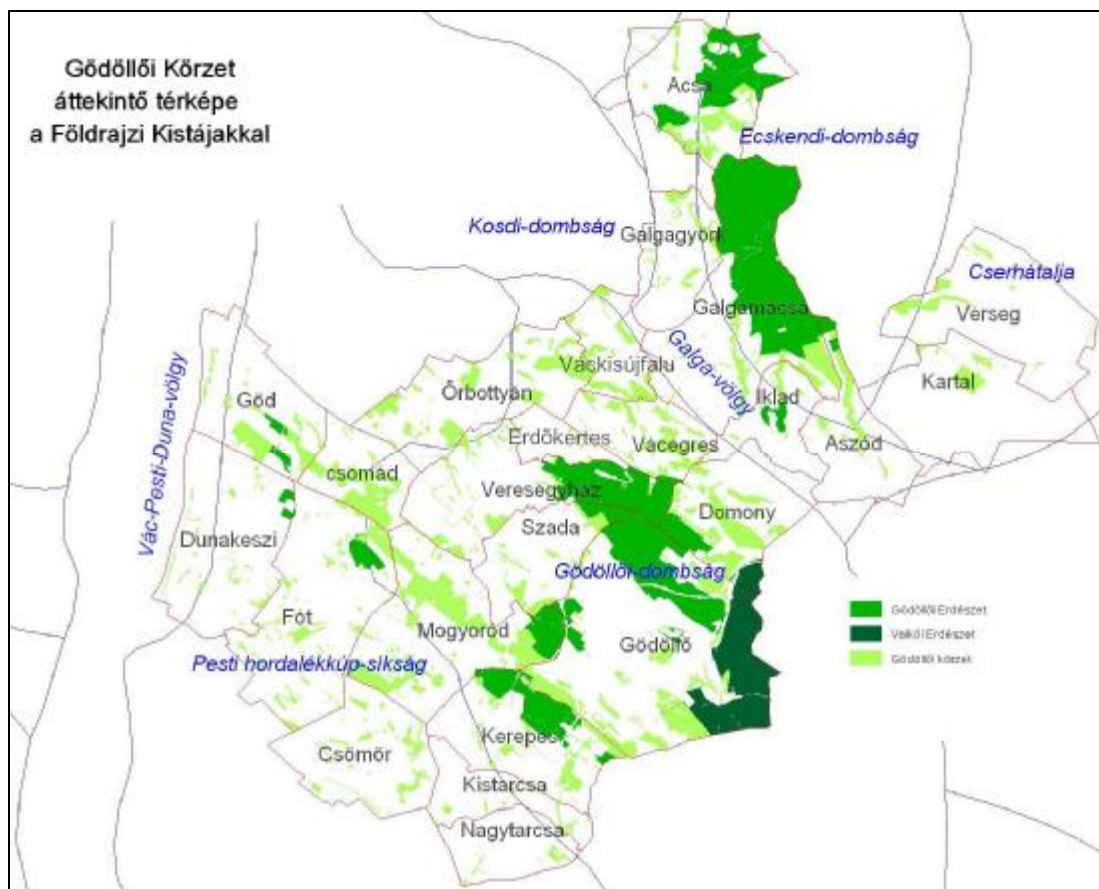 Gödöllői Körzet
áttekintő térképe
a Földrajzi Kistájakkal
Acsa
Ecskendi-dombság
Kosdi-dombság
Galgagyörk
Cserhátalja
Verseg
Galgamácsa
Galga-völgy
Váckisújfalu
Kartal
Iklad
Őrbottyán
Vác-Pesti-Duna-völgy
Göd
Erdőkertes
Vácegres
Aszód
csomád
Veresegyház
Domony
Szada
Dunakeszi
Gödöllői-dombság
Fót
Mogyoród
Gödöllő
Gödöllői Erdészet
Valkói Erdészet
Gödöllői körzet
Pesti hordalékkúp-síkság
Kerepes
Csömör
Kistarcsa
Nagytarcsa